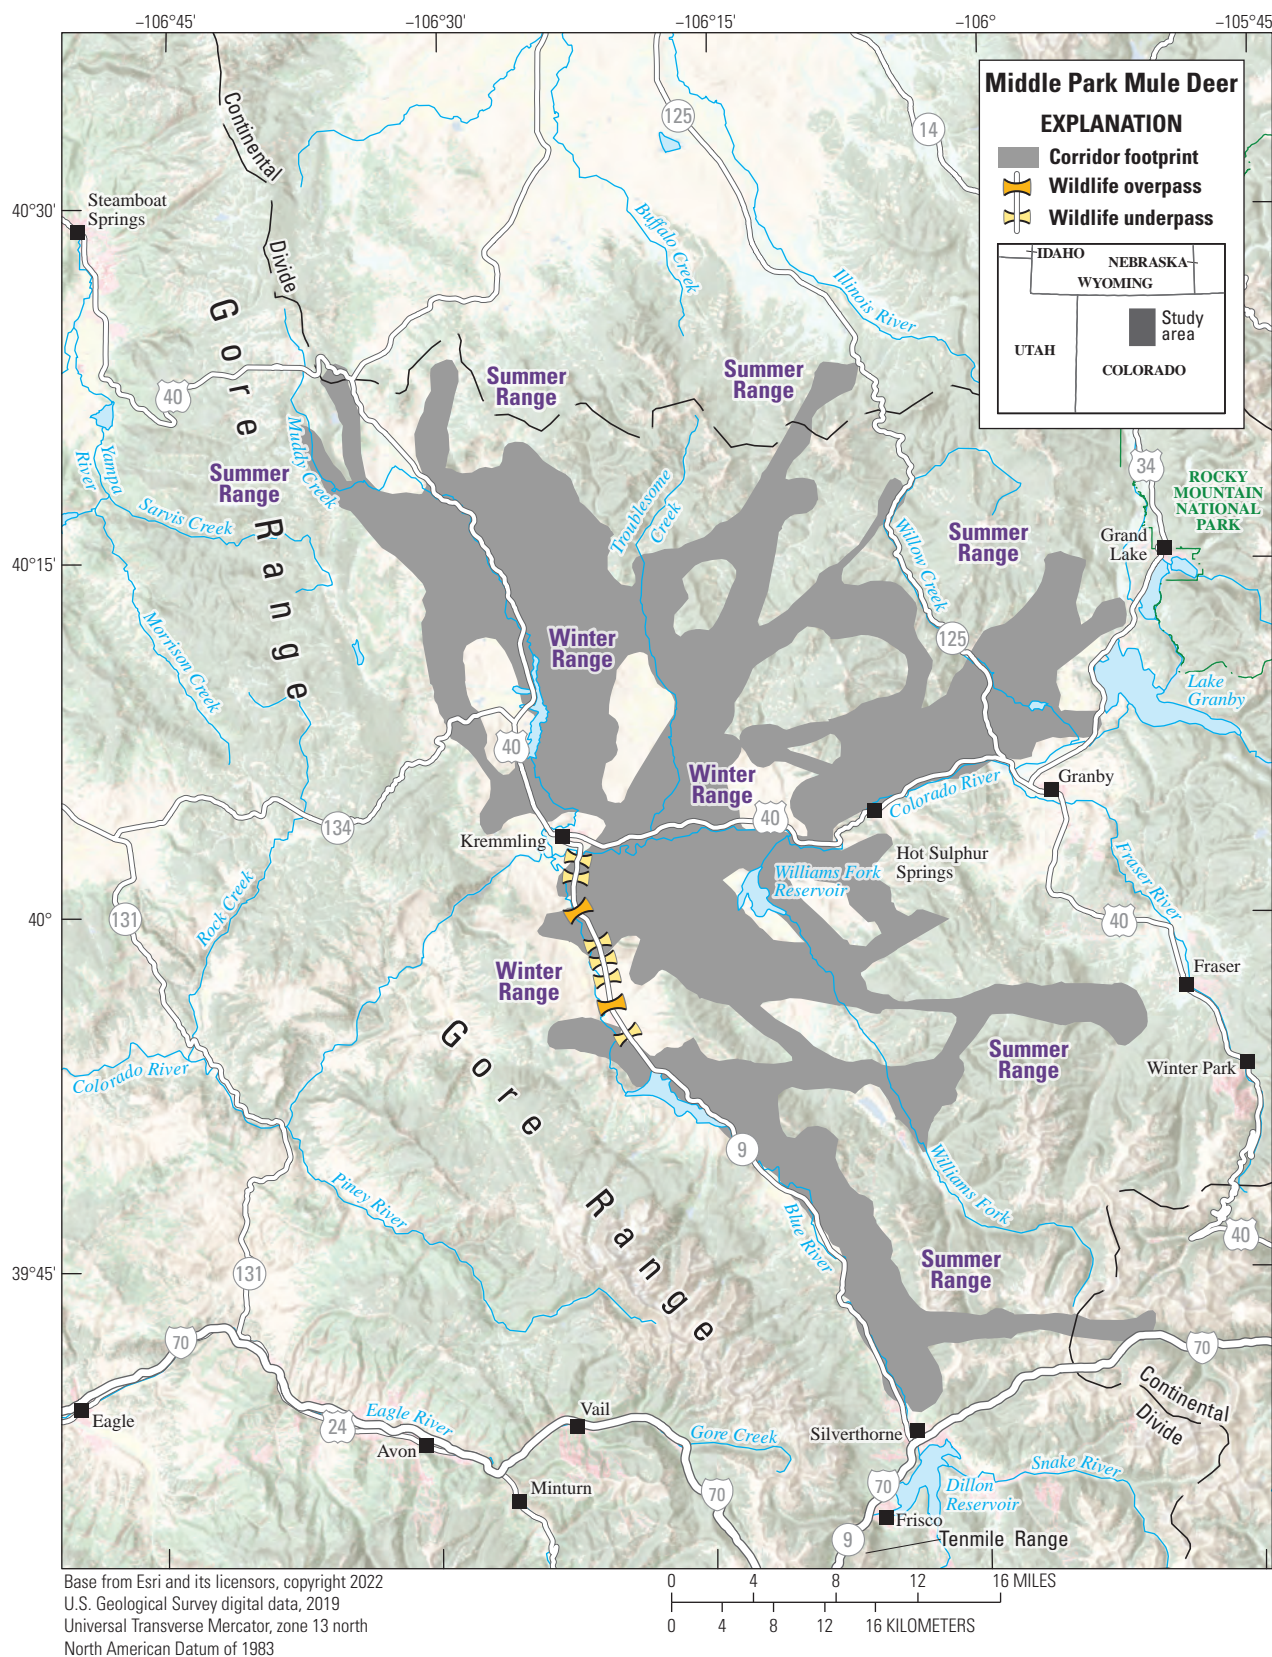 −106°45'
−106°30'
−106°15'
−106°
−105°45'
Middle Park Mule Deer
EXPLANATION
Corridor footprint
Wildlife overpass
Wildlife underpass
IDAHO
NEBRASKA
WYOMING
Study
area
UTAH
COLORADO
125
14
Continental
Divide
40°30'
Steamboat
Springs
Buffalo Creek
Illinois River
Gore Range
40
Summer
Range
Summer
Range
Muddy Creek
Summer
Range
Yampa
River
Sarvis Creek
Troublesome
Creek
34
ROCKY
MOUNTAIN
NATIONAL
PARK
Willow Creek
Summer
Range
Grand
Lake
40°15'
Morrison Creek
Winter
Range
125
Lake
Granby
40
Winter
Range
Granby
Colorado River
40
134
Kremmling
Hot Sulphur
Springs
Williams Fork
Reservoir
Fraser River
Rock Creek
40°
131
40
Winter
Range
Fraser
Gore Range
Summer
Range
Winter Park
Colorado River
9
Williams Fork
Piney River
Blue River
40
39°45'
131
Summer
Range
70
70
Continental
Divide
Eagle
24
Eagle River
Avon
Vail
Gore Creek
Silverthorne
Minturn
70
70
Snake River
Dillon
Reservoir
Frisco
9
Tenmile Range
Base from Esri and its licensors, copyright 2022
U.S. Geological Survey digital data, 2019
Universal Transverse Mercator, zone 13 north
North American Datum of 1983
0 4 8 12 16 MILES
0 4 8 12 16 KILOMETERS